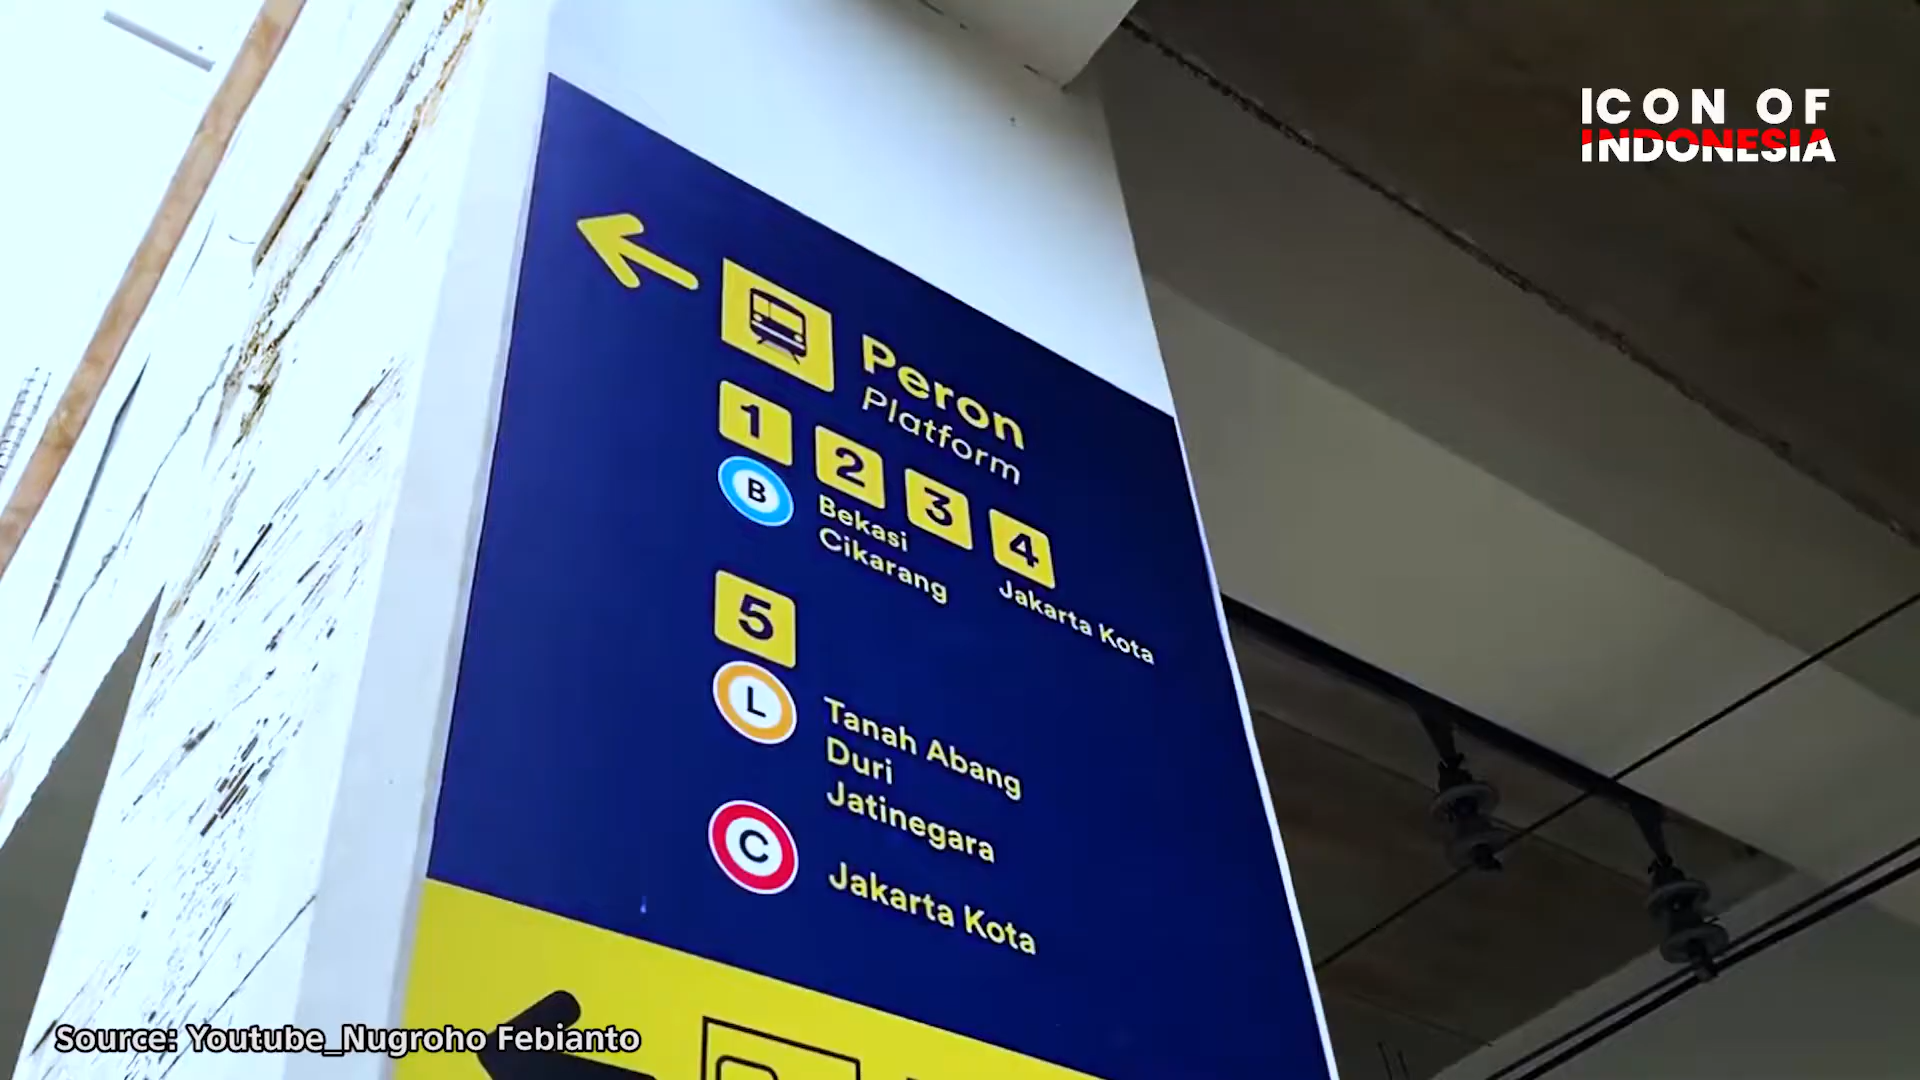 ICON OF
INDONESIA
Peron
Platform
1 2 3 4
B Bekasi
Cikarang
Jakarta Kota
5
L Tanah Abang
Duri
Jatinegara
C Jakarta Kota
Source: Youtube_Nugroho Febianto